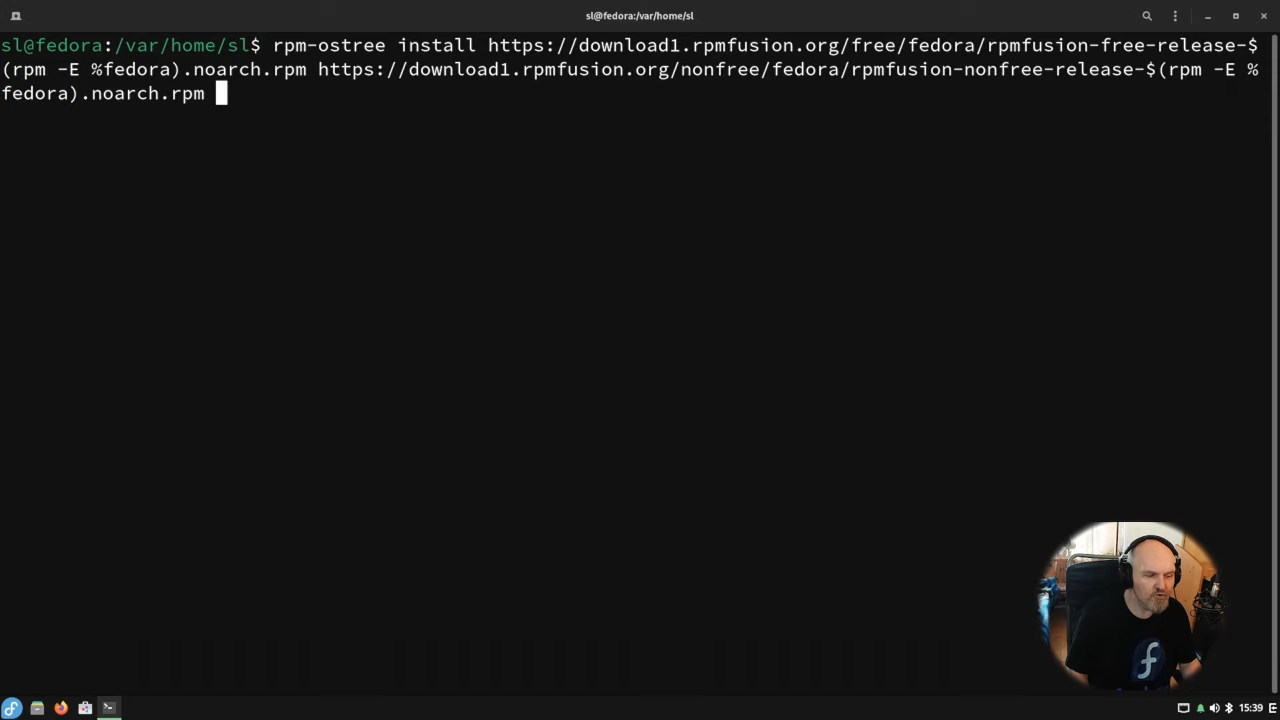 sl@fedora:/var/home/sl
sl@fedora:/var/home/sl$ rpm-ostree install https://download1.rpmfusion.org/free/fedora/rpmfusion-free-release-$
(rpm -E %fedora).noarch.rpm https://download1.rpmfusion.org/nonfree/fedora/rpmfusion-nonfree-release-$(rpm -E %
fedora).noarch.rpm
15:39